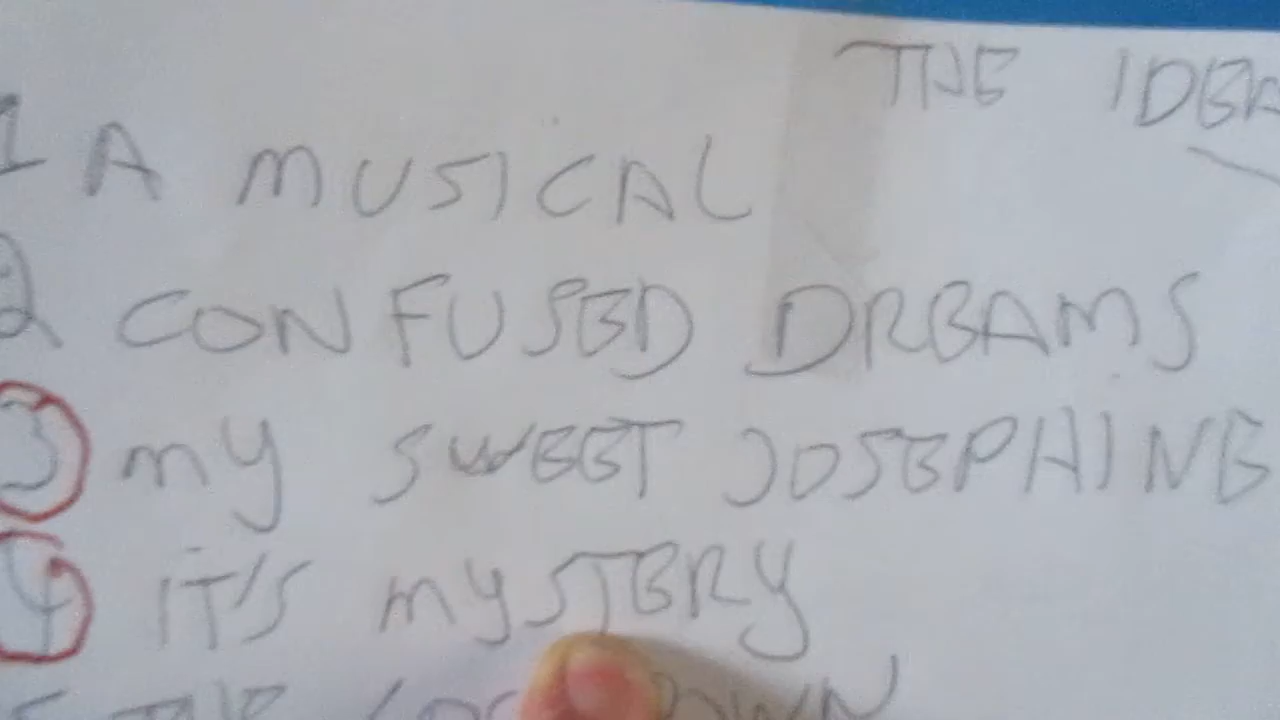 THE IDEA
1 A MUSICAL
2 CONFUSED DREAMS
3 MY SWEET JOSEPHINE
4 IT'S MYSTERY